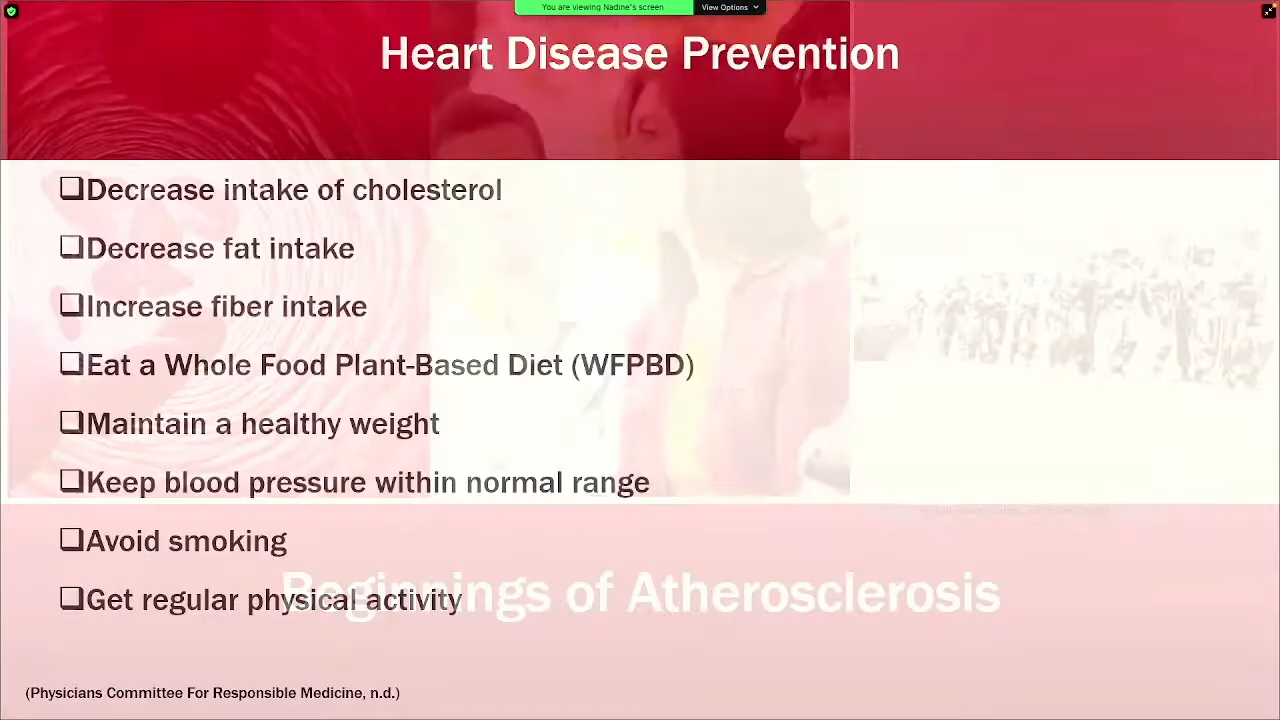 You are viewing Nadine's screen View Options
Heart Disease Prevention
❑Decrease intake of cholesterol
❑Decrease fat intake
❑Increase fiber intake
❑Eat a Whole Food Plant-Based Diet (WFPBD)
❑Maintain a healthy weight
❑Keep blood pressure within normal range
❑Avoid smoking
❑Get regular physical activity
Beginnings of Atherosclerosis
(Physicians Committee For Responsible Medicine, n.d.)